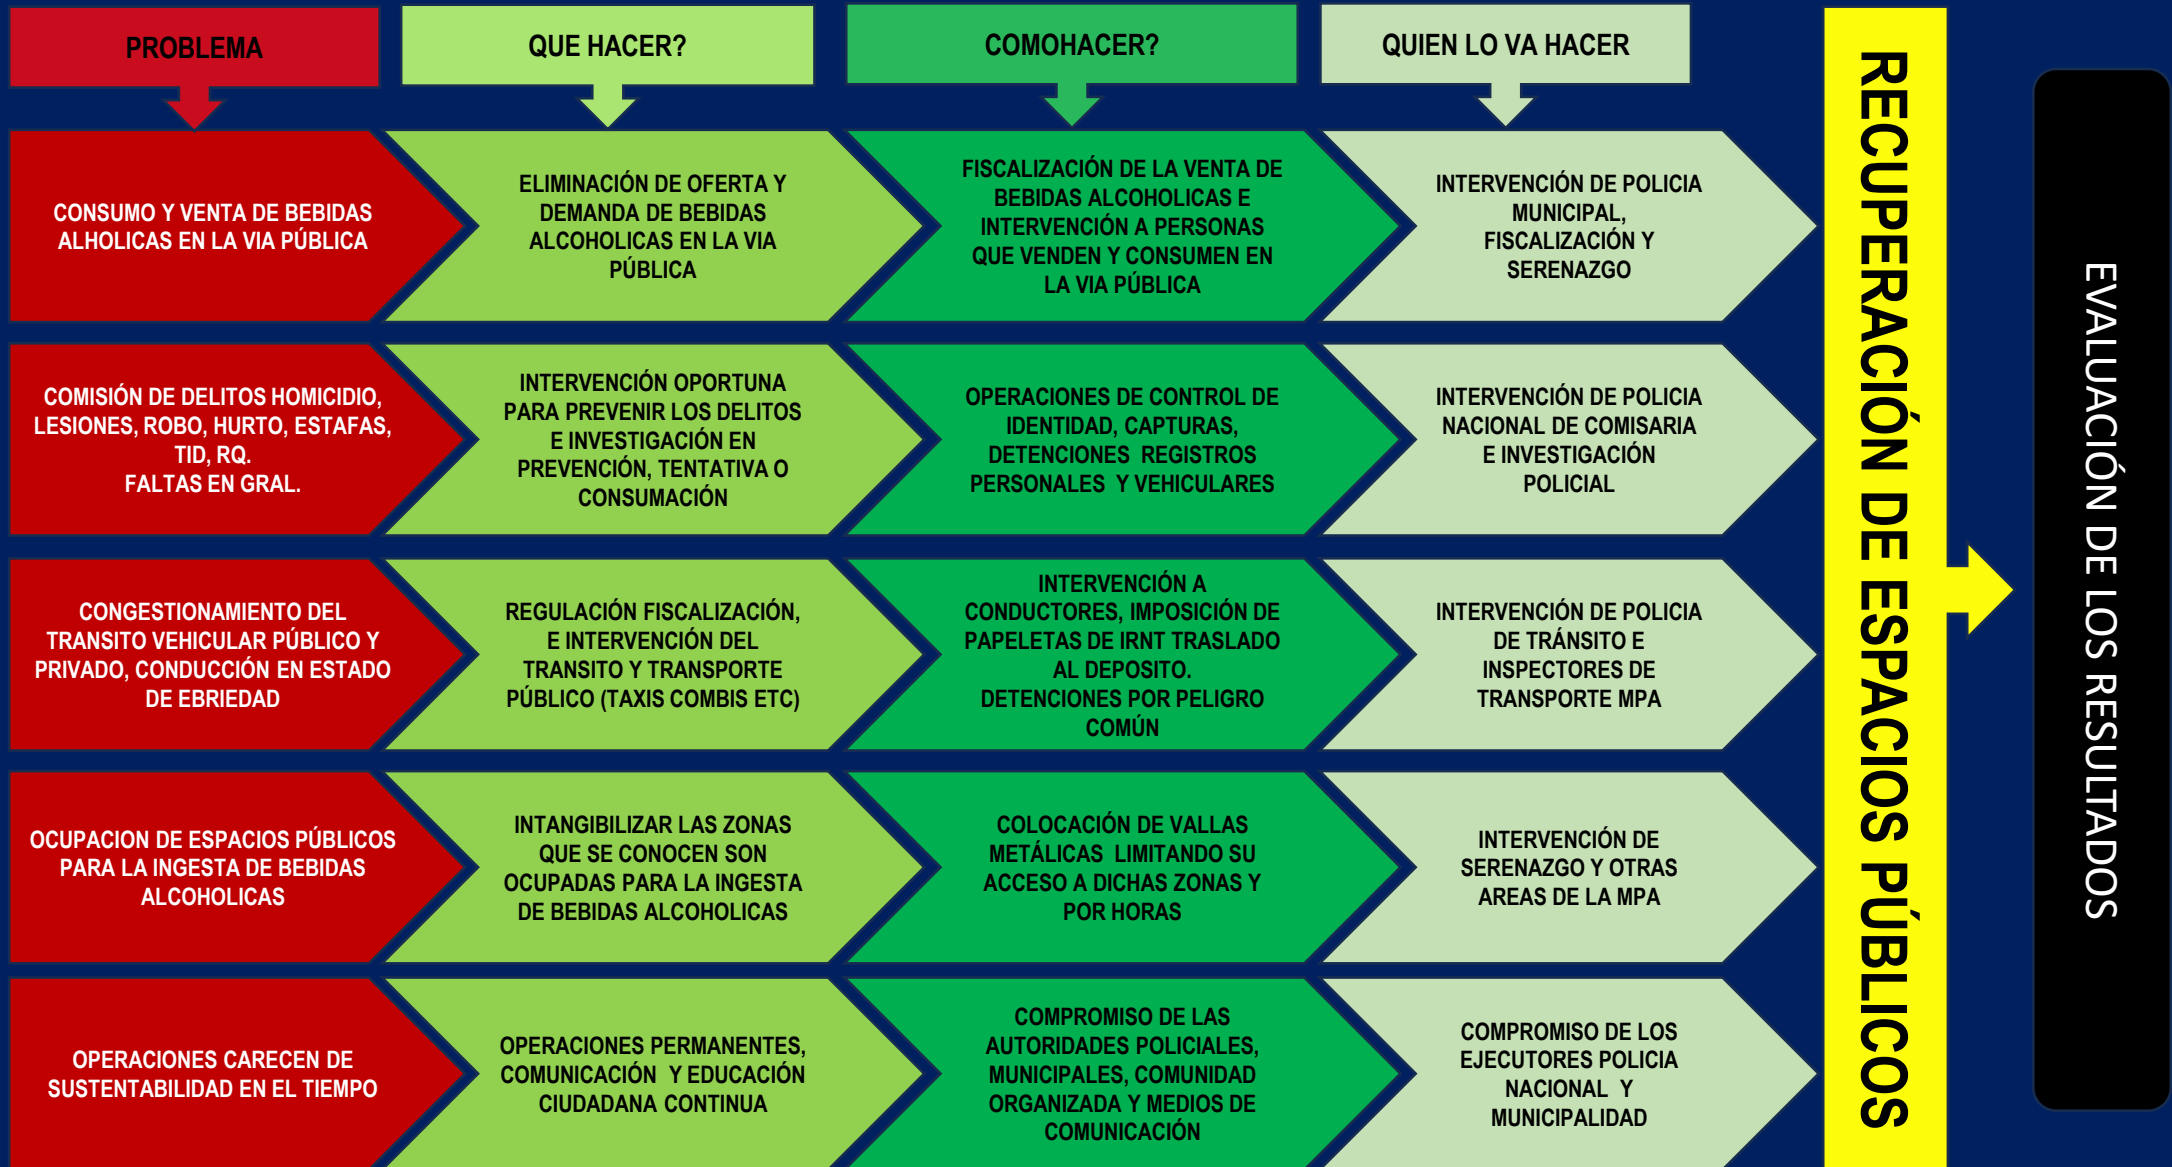 PROBLEMA
QUE HACER?
COMOHACER?
QUIEN LO VA HACER
CONSUMO Y VENTA DE BEBIDAS
ALHOLICAS EN LA VIA PÚBLICA
ELIMINACIÓN DE OFERTA Y
DEMANDA DE BEBIDAS
ALCOHOLICAS EN LA VIA
PÚBLICA
FISCALIZACIÓN DE LA VENTA DE
BEBIDAS ALCOHOLICAS E
INTERVENCIÓN A PERSONAS
QUE VENDEN Y CONSUMEN EN
LA VIA PÚBLICA
INTERVENCIÓN DE POLICIA
MUNICIPAL,
FISCALIZACIÓN Y
SERENAZGO
COMISIÓN DE DELITOS HOMICIDIO,
LESIONES, ROBO, HURTO, ESTAFAS,
TID, RQ.
FALTAS EN GRAL.
INTERVENCIÓN OPORTUNA
PARA PREVENIR LOS DELITOS
E INVESTIGACIÓN EN
PREVENCIÓN, TENTATIVA O
CONSUMACIÓN
OPERACIONES DE CONTROL DE
IDENTIDAD, CAPTURAS,
DETENCIONES REGISTROS
PERSONALES Y VEHICULARES
INTERVENCIÓN DE POLICIA
NACIONAL DE COMISARIA
E INVESTIGACIÓN
POLICIAL
CONGESTIONAMIENTO DEL
TRANSITO VEHICULAR PÚBLICO Y
PRIVADO, CONDUCCIÓN EN ESTADO
DE EBRIEDAD
REGULACIÓN FISCALIZACIÓN,
E INTERVENCIÓN DEL
TRANSITO Y TRANSPORTE
PÚBLICO (TAXIS COMBIS ETC)
INTERVENCIÓN A
CONDUCTORES, IMPOSICIÓN DE
PAPELETAS DE IRNT TRASLADO
AL DEPOSITO.
DETENCIONES POR PELIGRO
COMÚN
INTERVENCIÓN DE POLICIA
DE TRÁNSITO E
INSPECTORES DE
TRANSPORTE MPA
OCUPACION DE ESPACIOS PÚBLICOS
PARA LA INGESTA DE BEBIDAS
ALCOHOLICAS
INTANGIBILIZAR LAS ZONAS
QUE SE CONOCEN SON
OCUPADAS PARA LA INGESTA
DE BEBIDAS ALCOHOLICAS
COLOCACIÓN DE VALLAS
METÁLICAS LIMITANDO SU
ACCESO A DICHAS ZONAS Y
POR HORAS
INTERVENCIÓN DE
SERENAZGO Y OTRAS
AREAS DE LA MPA
OPERACIONES CARECEN DE
SUSTENTABILIDAD EN EL TIEMPO
OPERACIONES PERMANENTES,
COMUNICACIÓN Y EDUCACIÓN
CIUDADANA CONTINUA
COMPROMISO DE LAS
AUTORIDADES POLICIALES,
MUNICIPALES, COMUNIDAD
ORGANIZADA Y MEDIOS DE
COMUNICACIÓN
COMPROMISO DE LOS
EJECUTORES POLICIA
NACIONAL Y
MUNICIPALIDAD
RECUPERACIÓN DE ESPACIOS PÚBLICOS
EVALUACIÓN DE LOS RESULTADOS